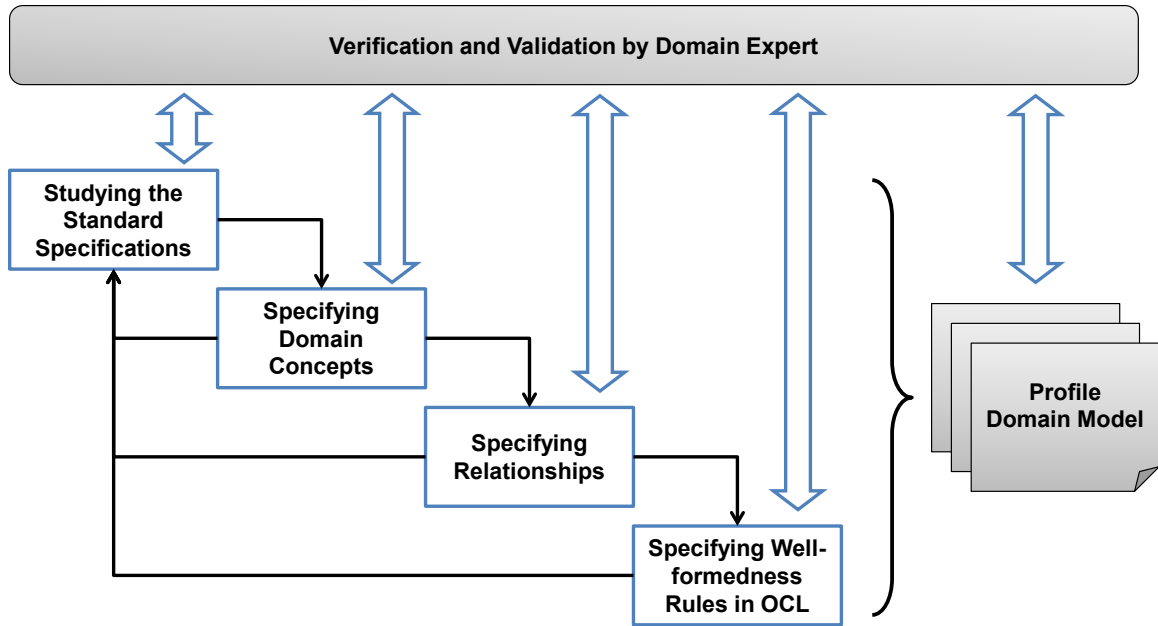 Verification and Validation by Domain Expert
Studying the
Standard
Specifications
Specifying
Domain
Concepts
Specifying
Relationships
Specifying Well-
formedness
Rules in OCL
Profile
Domain Model